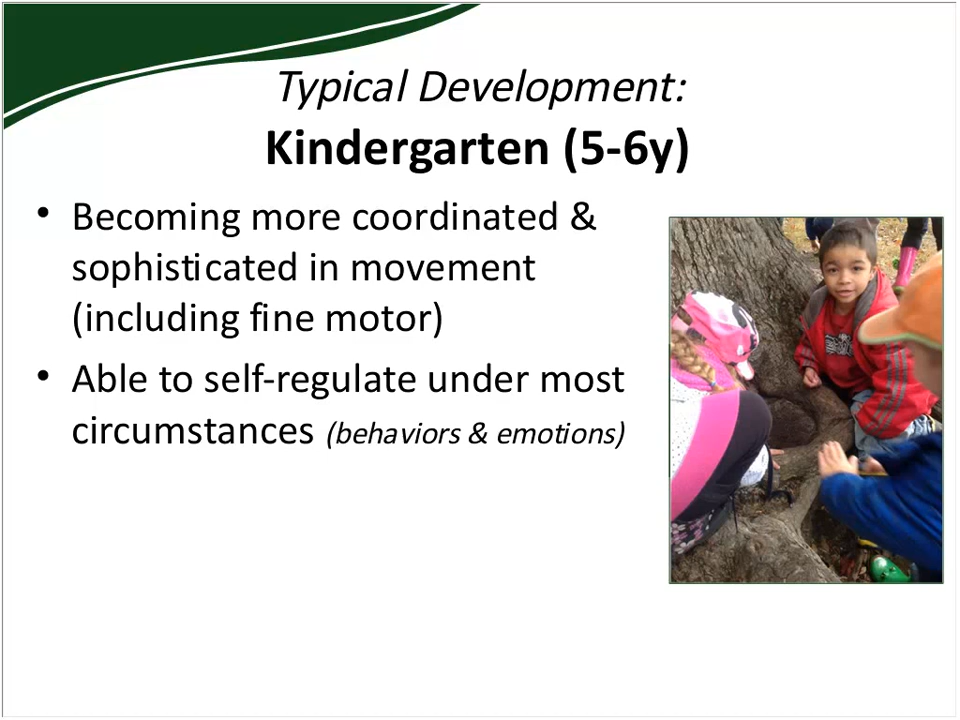 Typical Development:
Kindergarten (5-6y)
• Becoming more coordinated &
sophisticated in movement
(including fine motor)
• Able to self-regulate under most
circumstances (behaviors & emotions)